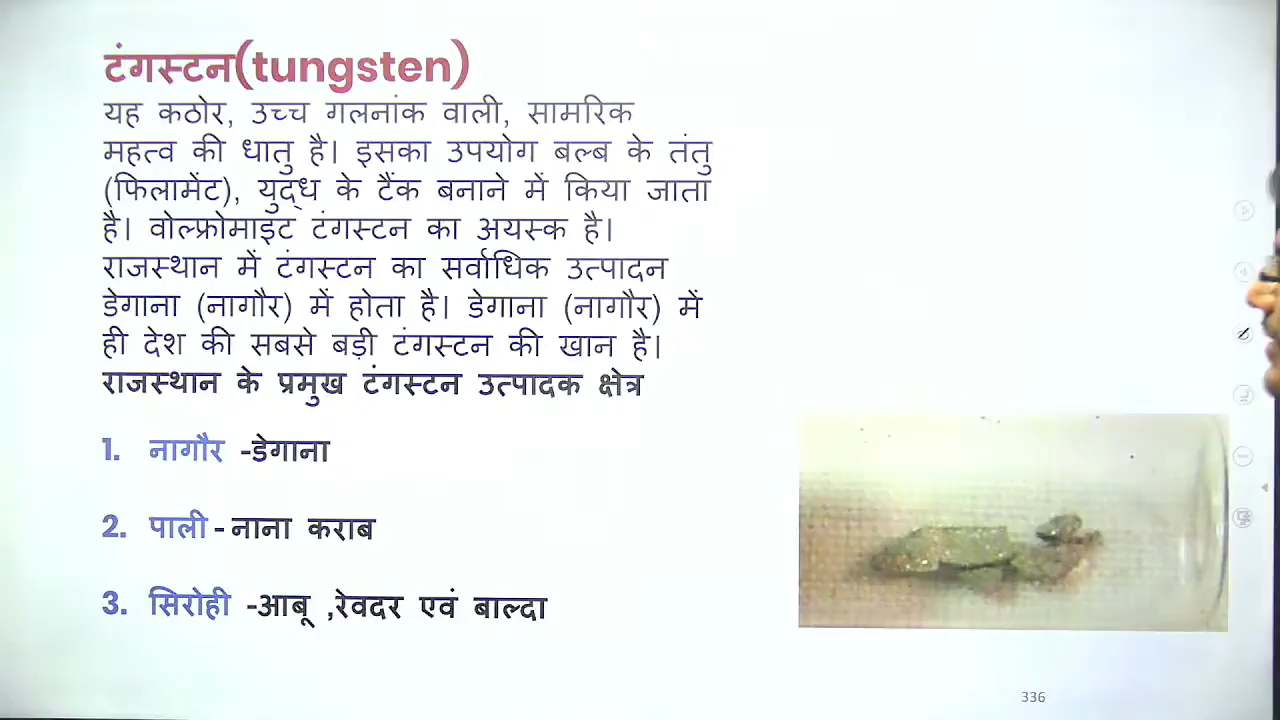 टंगस्टन(tungsten)
यह कठोर, उच्च गलनांक वाली, सामरिक
महत्व की धातु है। इसका उपयोग बल्ब के तंतु
(फिलामेंट), युद्ध के टैंक बनाने में किया जाता
है। वोल्फ्रोमाइट टंगस्टन का अयस्क है।
राजस्थान में टंगस्टन का सर्वाधिक उत्पादन
डेगाना (नागौर) में होता है। डेगाना (नागौर) में
ही देश की सबसे बड़ी टंगस्टन की खान है।
राजस्थान के प्रमुख टंगस्टन उत्पादक क्षेत्र
1. नागौर -डेगाना
2. पाली - नाना कराब
3. सिरोही -आबू ,रेवदर एवं बाल्दा
336